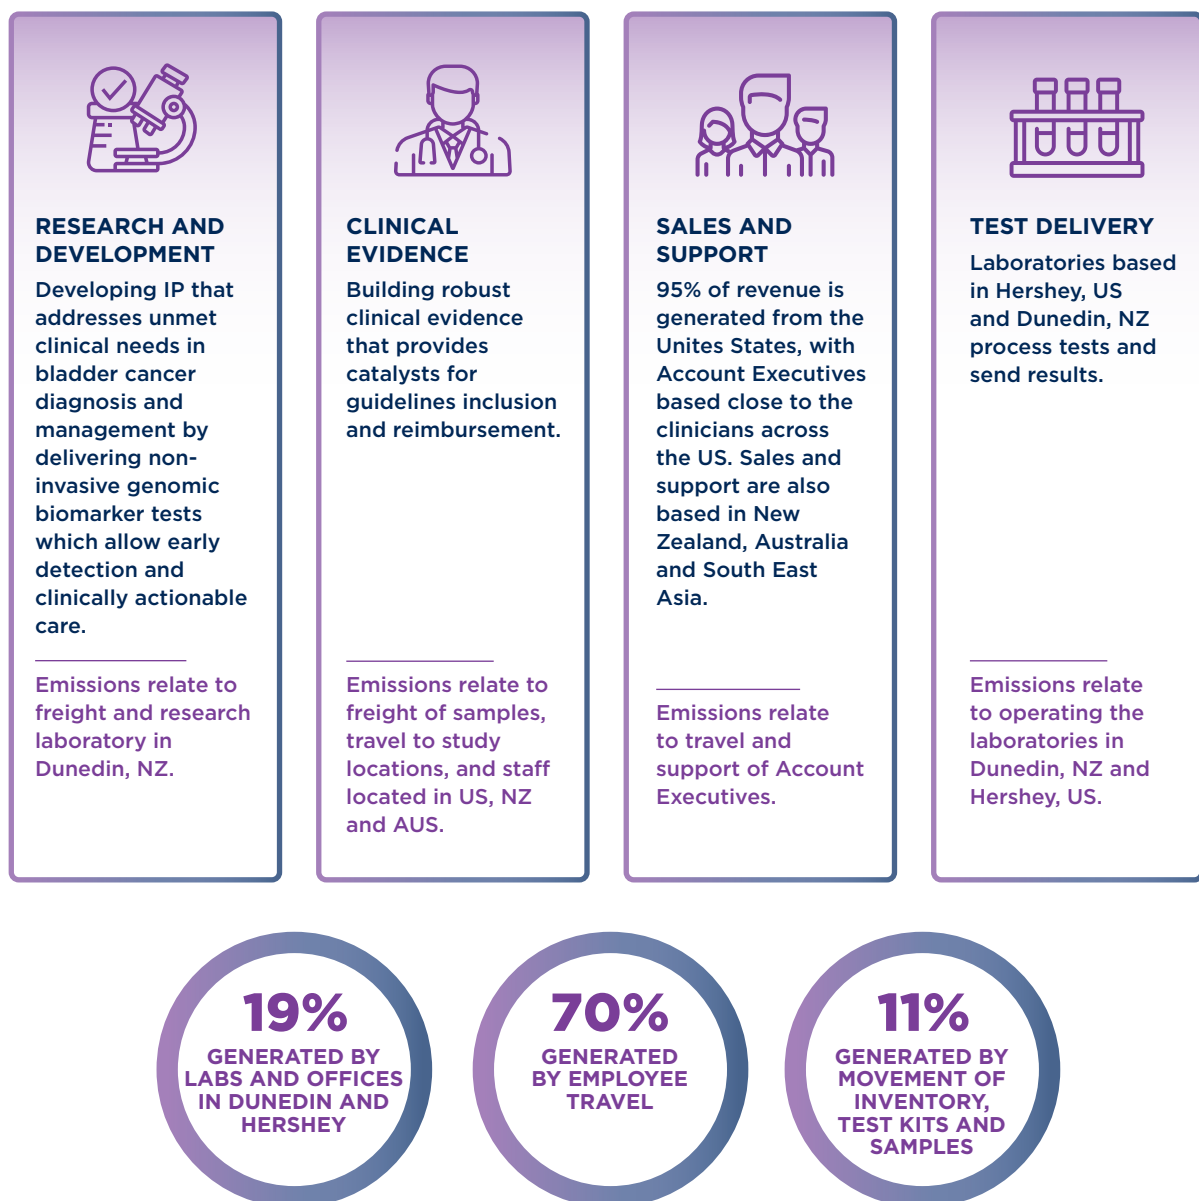 RESEARCH AND
DEVELOPMENT
Developing IP that
addresses unmet
clinical needs in
bladder cancer
diagnosis and
management by
delivering non-
invasive genomic
biomarker tests
which allow early
detection and
clinically actionable
care.
Emissions relate to
freight and research
laboratory in
Dunedin, NZ.
CLINICAL
EVIDENCE
Building robust
clinical evidence
that provides
catalysts for
guidelines inclusion
and reimbursement.
Emissions relate to
freight of samples,
travel to study
locations, and staff
located in US, NZ
and AUS.
SALES AND
SUPPORT
95% of revenue is
generated from the
Unites States, with
Account Executives
based close to the
clinicians across
the US. Sales and
support are also
based in New
Zealand, Australia
and South East
Asia.
Emissions relate
to travel and
support of Account
Executives.
TEST DELIVERY
Laboratories based
in Hershey, US
and Dunedin, NZ
process tests and
send results.
Emissions relate
to operating the
laboratories in
Dunedin, NZ and
Hershey, US.
19%
GENERATED BY
LABS AND OFFICES
IN DUNEDIN AND
HERSHEY
70%
GENERATED
BY EMPLOYEE
TRAVEL
11%
GENERATED BY
MOVEMENT OF
INVENTORY,
TEST KITS AND
SAMPLES